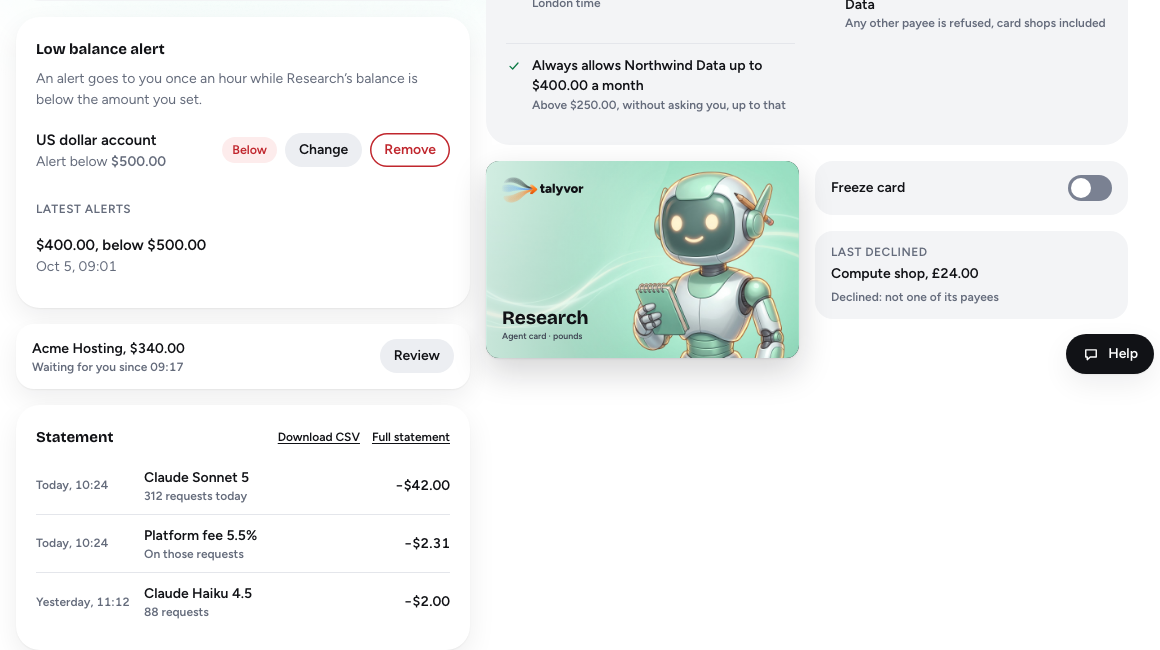 Low balance alert
An alert goes to you once an hour while Research's balance is
below the amount you set.
US dollar account
Alert below $500.00
Below
Change
Remove
LATEST ALERTS
$400.00, below $500.00
Oct 5, 09:01
Acme Hosting, $340.00
Waiting for you since 09:17
Review
Statement
Download CSV
Full statement
Today, 10:24
Claude Sonnet 5
312 requests today
−$42.00
Today, 10:24
Platform fee 5.5%
On those requests
−$2.31
Yesterday, 11:12
Claude Haiku 4.5
88 requests
−$2.00
London time
Always allows Northwind Data up to
$400.00 a month
Above $250.00, without asking you, up to that
Data
Any other payee is refused, card shops included
talyvor
Research
Agent card · pounds
Freeze card
LAST DECLINED
Compute shop, £24.00
Declined: not one of its payees
Help